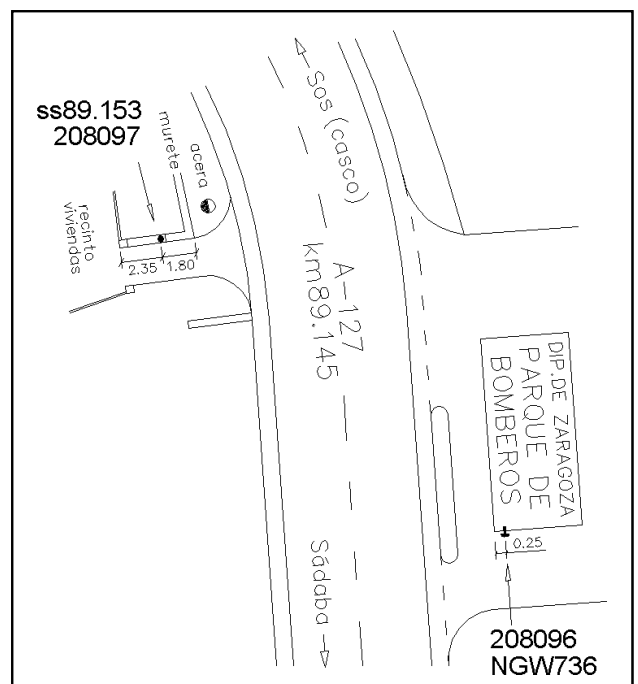 Sos (casco)
ss89.153
208097
murete
acera
recinto
viviendas
2.35
1.80
A-127
km89.145
DIP.DE ZARAGOZA
PARQUE DE
BOMBEROS
0.25
Sádaba
208096
NGW736